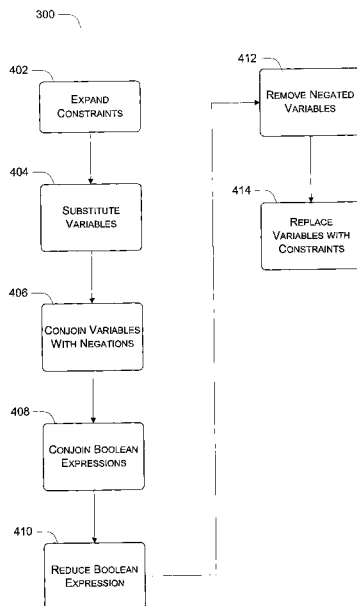 300
402
EXPAND
CONSTRAINTS
404
SUBSTITUTE
VARIABLES
406
CONJOIN VARIABLES
WITH NEGATIONS
408
CONJOIN BOOLEAN
EXPRESSIONS
410
REDUCE BOOLEAN
EXPRESSION
412
REMOVE NEGATED
VARIABLES
414
REPLACE
VARIABLES WITH
CONSTRAINTS